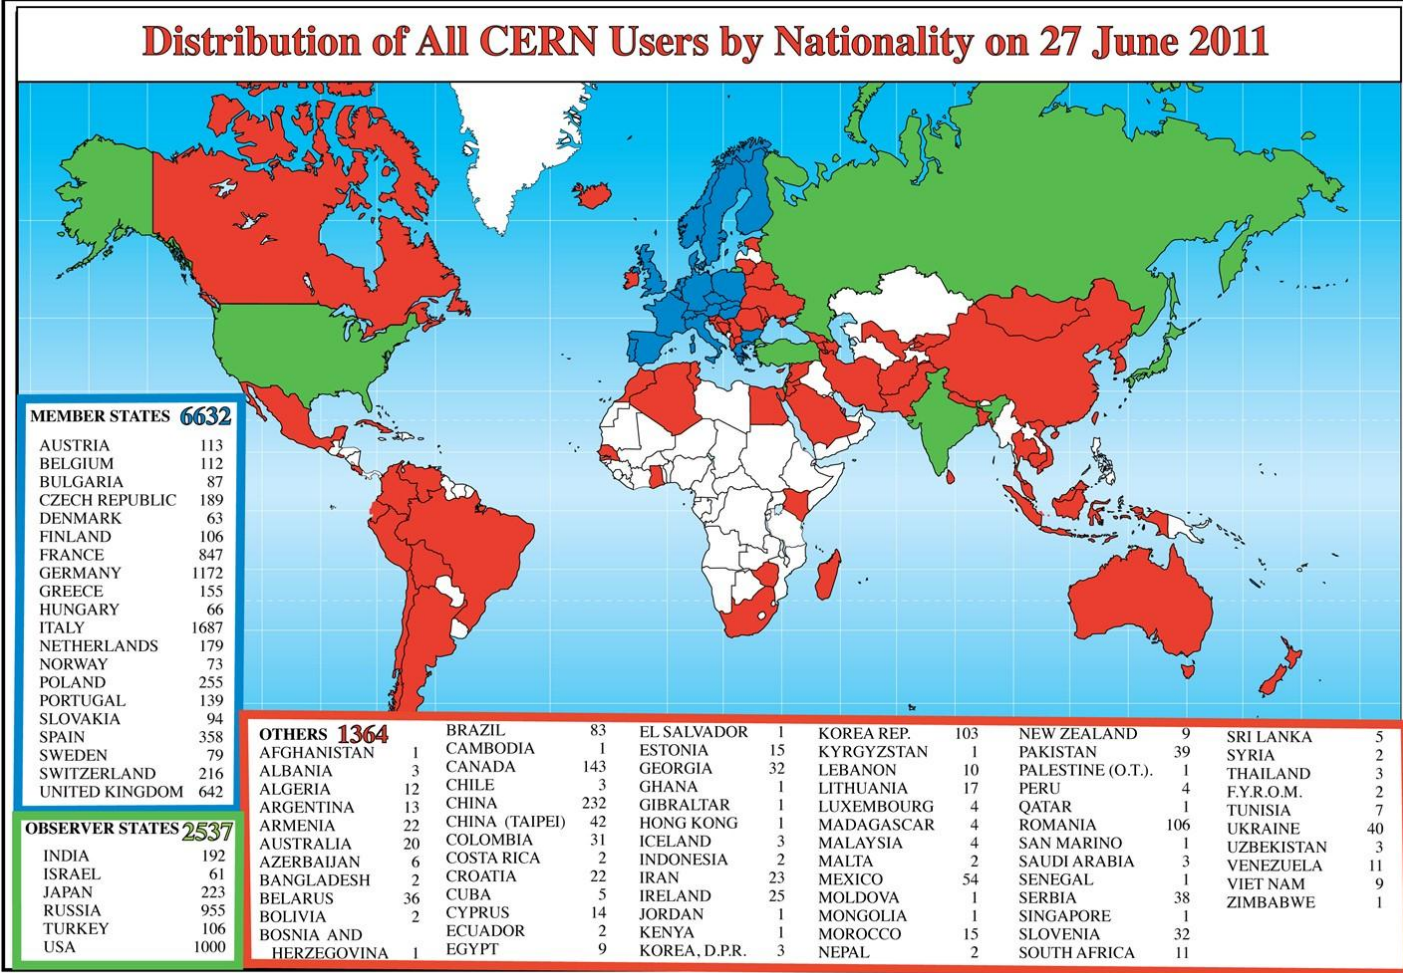 Distribution of All CERN Users by Nationality on 27 June 2011
MEMBER STATES 6632
AUSTRIA 113
BELGIUM 112
BULGARIA 87
CZECH REPUBLIC 189
DENMARK 63
FINLAND 106
FRANCE 847
GERMANY 1172
GREECE 155
HUNGARY 66
ITALY 1687
NETHERLANDS 179
NORWAY 73
POLAND 255
PORTUGAL 139
SLOVAKIA 94
SPAIN 358
SWEDEN 79
SWITZERLAND 216
UNITED KINGDOM 642
OBSERVER STATES 2537
INDIA 192
ISRAEL 61
JAPAN 223
RUSSIA 955
TURKEY 106
USA 1000
OTHERS 1364
AFGHANISTAN 1
ALBANIA 3
ALGERIA 12
ARGENTINA 13
ARMENIA 22
AUSTRALIA 20
AZERBAIJAN 6
BANGLADESH 2
BELARUS 36
BOLIVIA 2
BOSNIA AND
HERZEGOVINA 1
BRAZIL 83
CAMBODIA 1
CANADA 143
CHILE 3
CHINA 232
CHINA (TAIPEI) 42
COLOMBIA 31
COSTA RICA 2
CROATIA 22
CUBA 5
CYPRUS 14
ECUADOR 2
EGYPT 9
EL SALVADOR 1
ESTONIA 15
GEORGIA 32
GHANA 1
GIBRALTAR 1
HONG KONG 1
ICELAND 3
INDONESIA 2
IRAN 23
IRELAND 25
JORDAN 1
KENYA 1
KOREA, D.P.R. 3
KOREA REP. 103
KYRGYZSTAN 1
LEBANON 10
LITHUANIA 17
LUXEMBOURG 4
MADAGASCAR 4
MALAYSIA 4
MALTA 2
MEXICO 54
MOLDOVA 1
MONGOLIA 1
MOROCCO 15
NEPAL 2
NEW ZEALAND 9
PAKISTAN 39
PALESTINE (O.T.). 1
PERU 4
QATAR 1
ROMANIA 106
SAN MARINO 1
SAUDI ARABIA 3
SENEGAL 1
SERBIA 38
SINGAPORE 1
SLOVENIA 32
SOUTH AFRICA 11
SRI LANKA 5
SYRIA 2
THAILAND 3
F.Y.R.O.M. 2
TUNISIA 7
UKRAINE 40
UZBEKISTAN 3
VENEZUELA 11
VIET NAM 9
ZIMBABWE 1